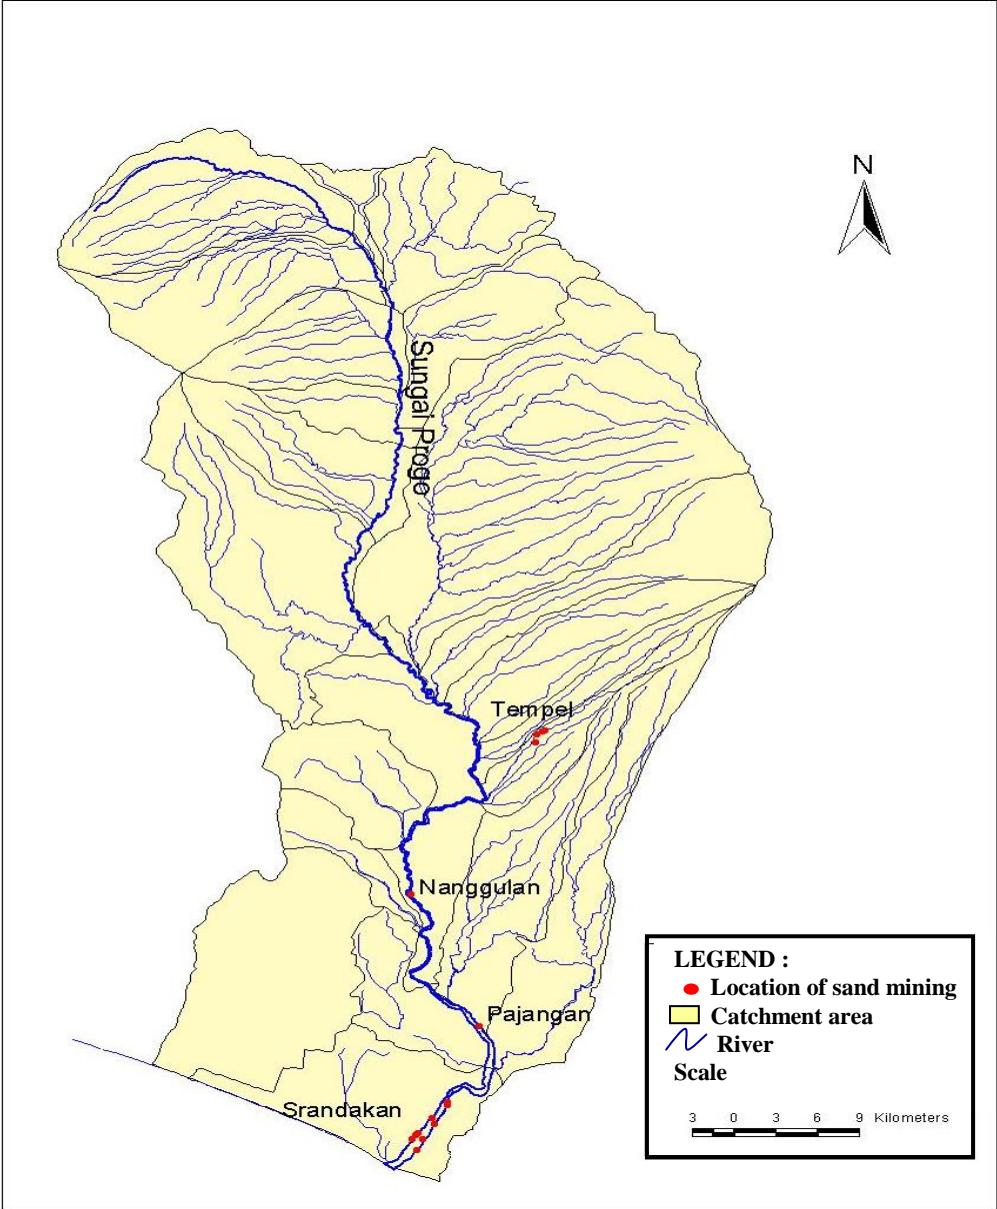 N
Sungai Progo
Tempel
Nanggulan
Pajangan
Srandakan
LEGEND :
Location of sand mining
Catchment area
River
Scale
3 0 3 6 9 Kilometers